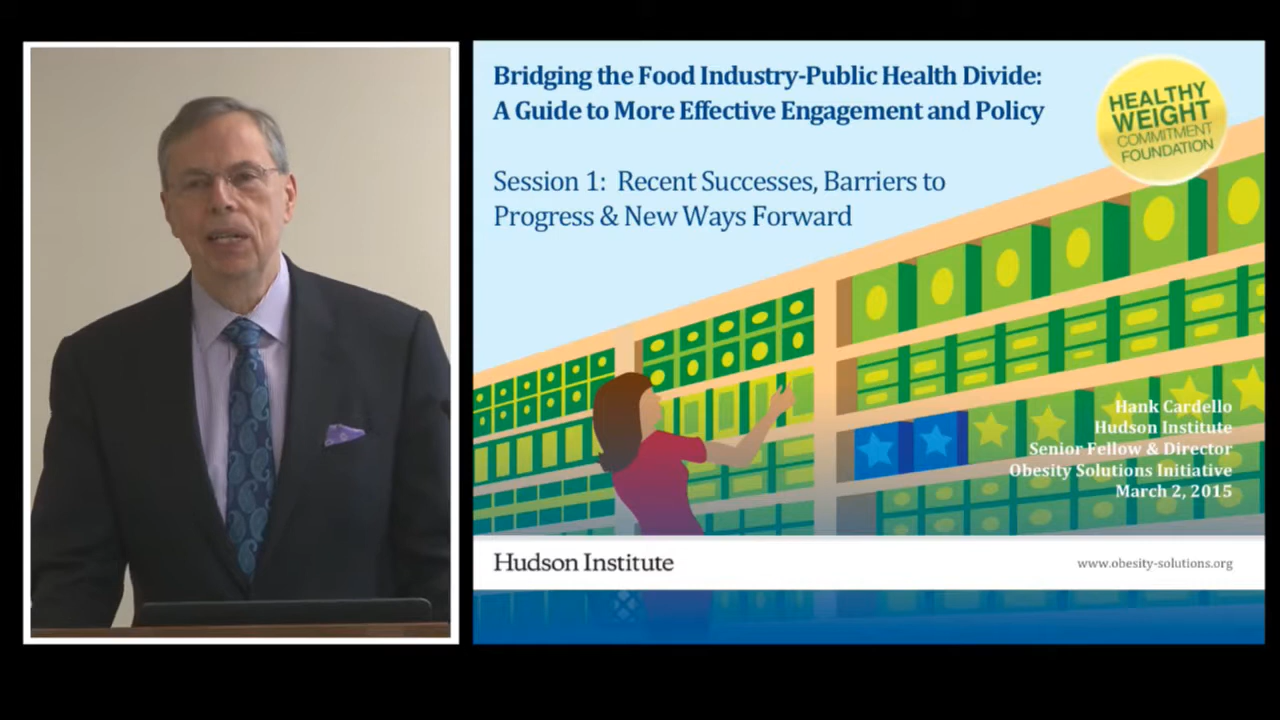 Bridging the Food Industry-Public Health Divide:
A Guide to More Effective Engagement and Policy
HEALTHY
WEIGHT
COMMITMENT
FOUNDATION
Session 1: Recent Successes, Barriers to
Progress & New Ways Forward
Hank Cardello
Hudson Institute
Senior Fellow & Director
Obesity Solutions Initiative
March 2, 2015
Hudson Institute
www.obesity-solutions.org